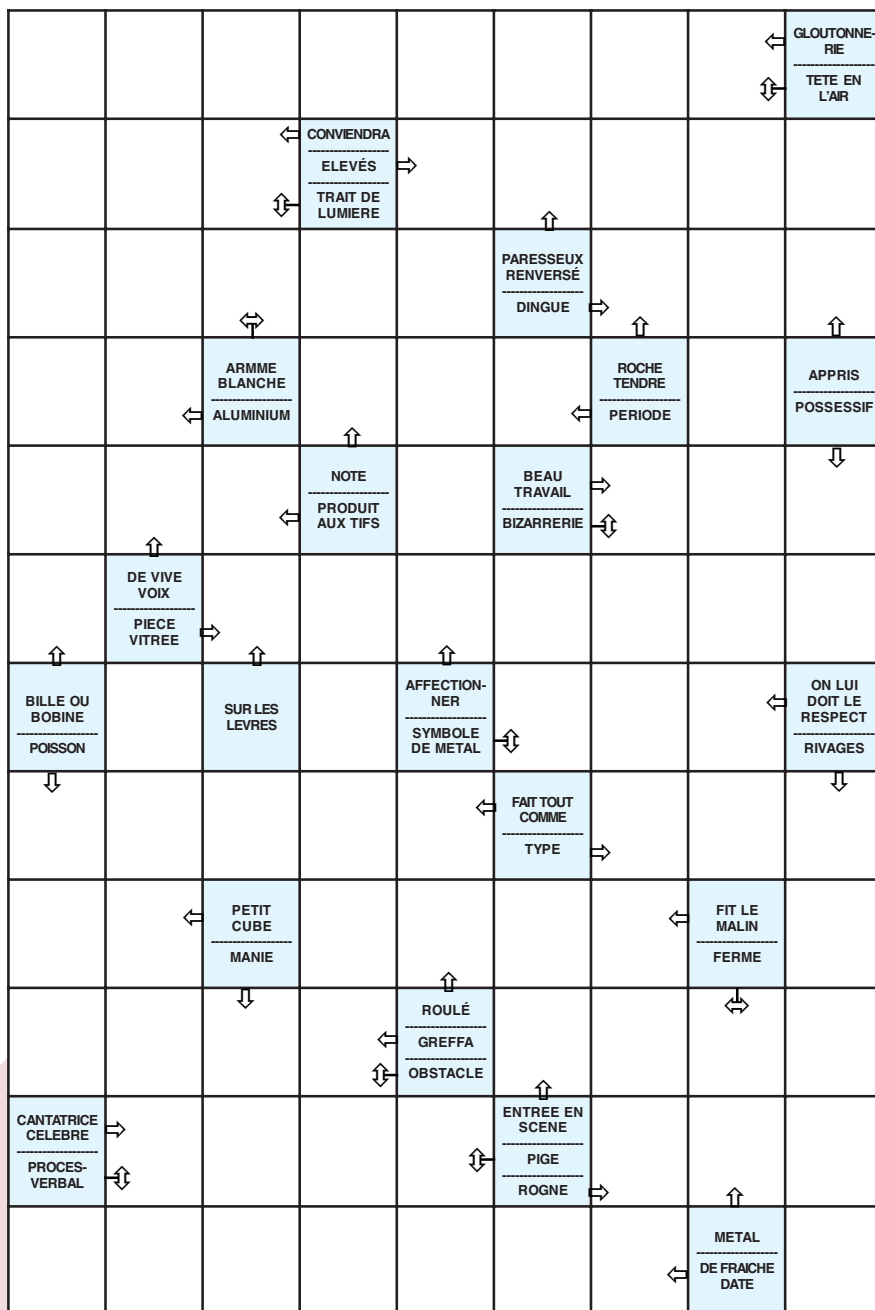 GLOUTONNE-
RIE
TETE EN
L'AIR
CONVIENDRA
ELEVÉS
TRAIT DE
LUMIERE
PARESSEUX
RENVERSÉ
DINGUE
ARMME
BLANCHE
ALUMINIUM
ROCHE
TENDRE
PERIODE
APPRIS
POSSESSIF
NOTE
PRODUIT
AUX TIFS
BEAU
TRAVAIL
BIZARRERIE
DE VIVE
VOIX
PIECE
VITREE
BILLE OU
BOBINE
POISSON
SUR LES
LEVRES
AFFECTION-
NER
SYMBOLE
DE METAL
ON LUI
DOIT LE
RESPECT
RIVAGES
FAIT TOUT
COMME
TYPE
PETIT
CUBE
MANIE
FIT LE
MALIN
FERME
ROULÉ
GREFFA
OBSTACLE
CANTATRICE
CELEBRE
PROCES-
VERBAL
ENTREE EN
SCENE
PIGE
ROGNE
METAL
DE FRAICHE
DATE